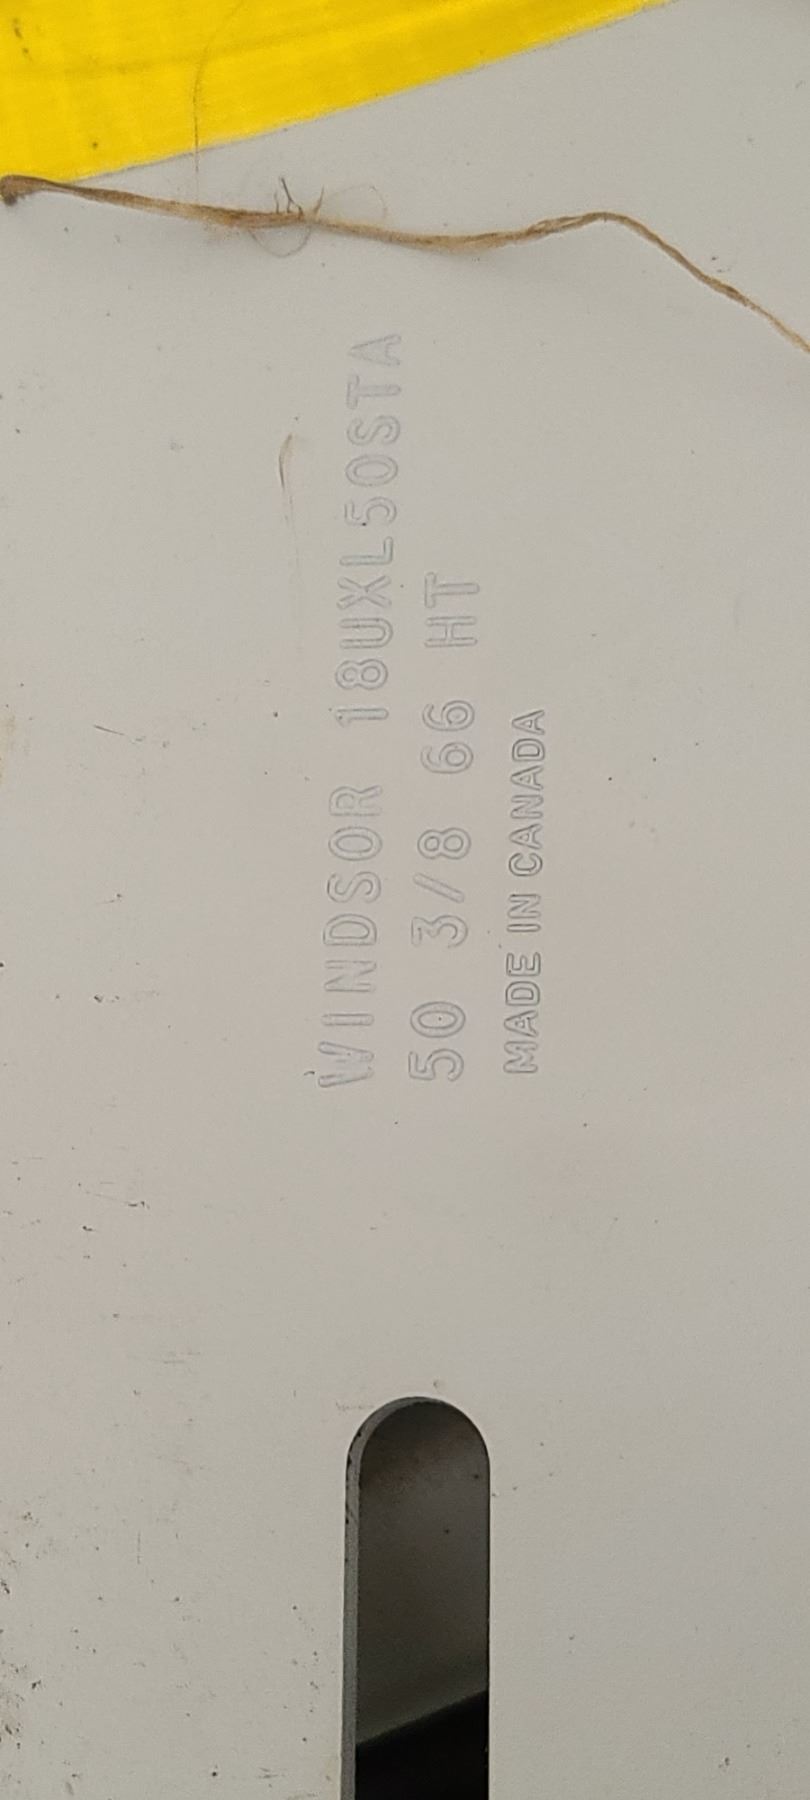 WINDSOR 18UXL50STA
50 3/8 66 HT
MADE IN CANADA